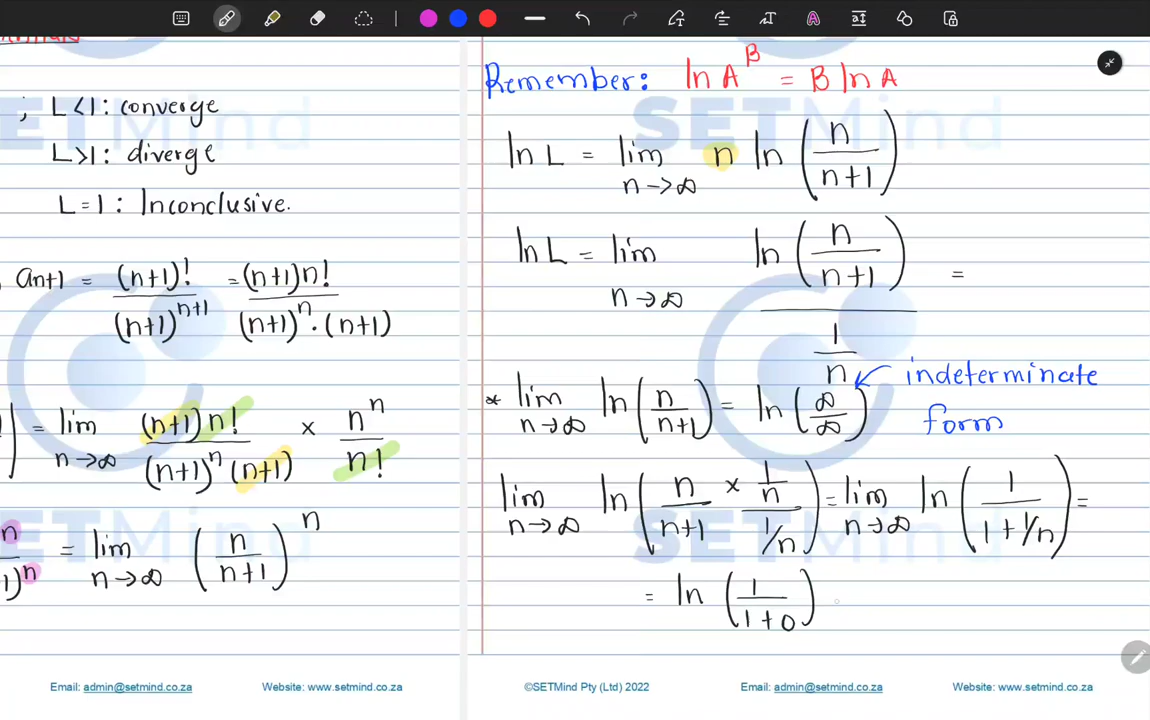 ; L<1: converge
L>1: diverge
L=1: Inconclusive.
an+1 = (n+1)! / (n+1)^{n+1} = (n+1)n! / (n+1)^n · (n+1)
= lim n→∞ (n+1)n! / (n+1)^n (n+1) × n^n / n!
= lim n→∞ (n / n+1)^n
Remember: ln A^B = B ln A
ln L = lim n→∞ n ln (n / n+1)
ln L = lim n→∞ ln (n / n+1) / 1/n =
* lim n→∞ ln (n / n+1) = ln (∞/∞) indeterminate
form
lim n→∞ ln (n / n+1 × 1/n / 1/n) = lim n→∞ ln (1 / 1 + 1/n) =
= ln (1 / 1+0)
SETMind
Email: admin@setmind.co.za Website: www.setmind.co.za
©SETMind Pty (Ltd) 2022 Email: admin@setmind.co.za Website: www.setmind.co.za